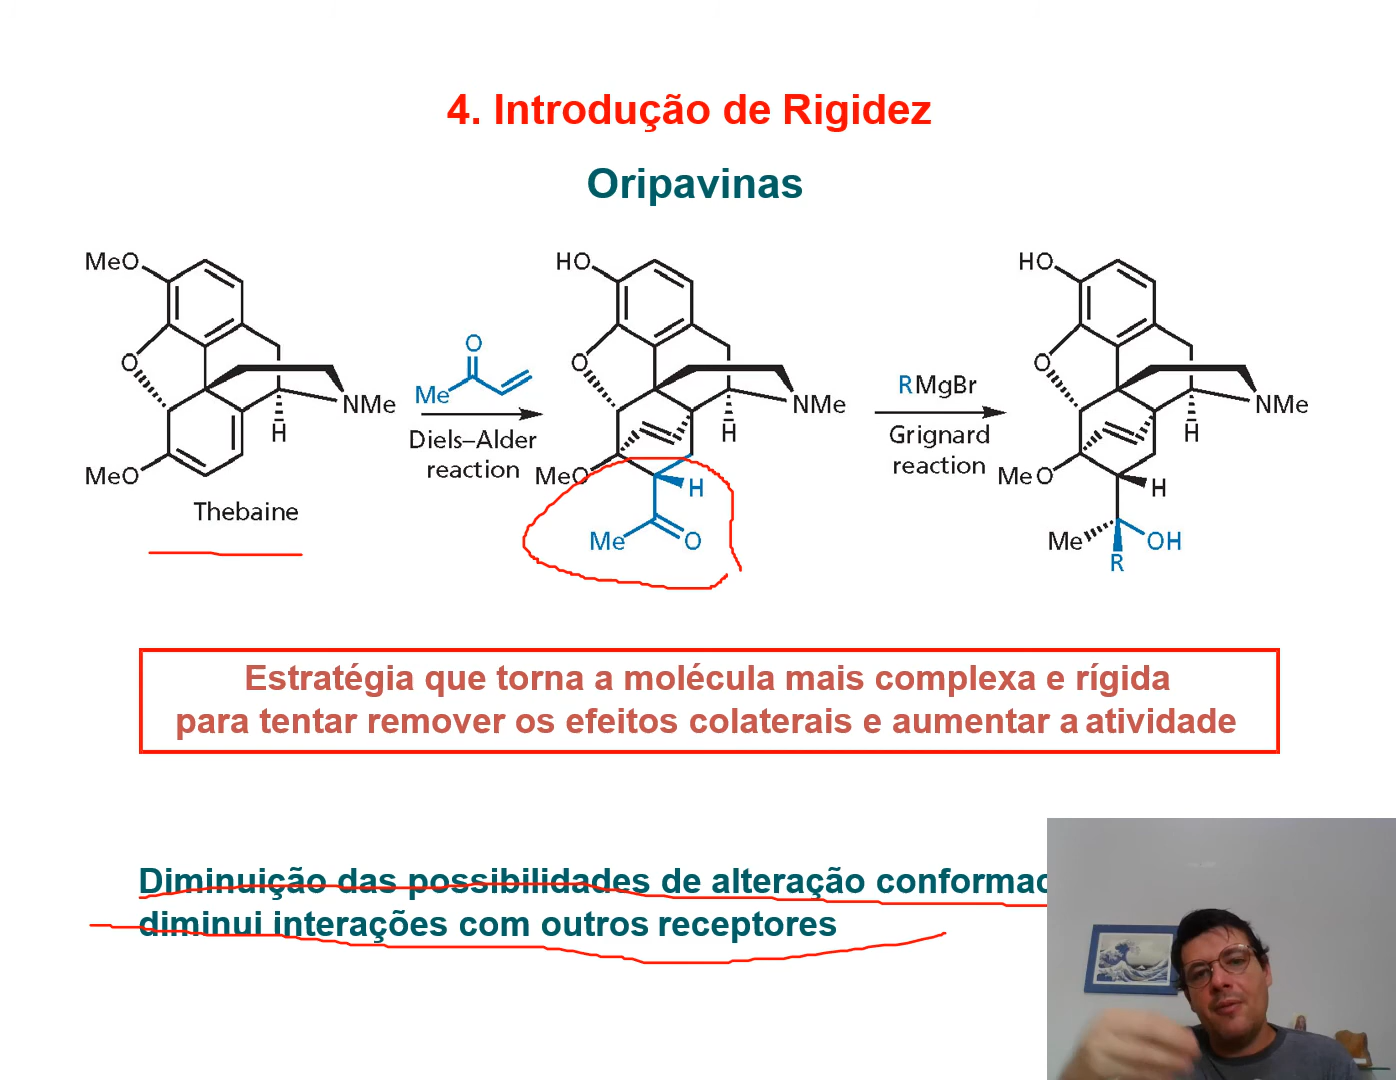 4. Introdução de Rigidez
Oripavinas
MeO
O
NMe
H
MeO
Thebaine
O
Me
Diels–Alder
reaction
HO
O
NMe
H
MeO
H
Me
O
RMgBr
Grignard
reaction
HO
O
NMe
H
MeO
H
Me
OH
R
Estratégia que torna a molécula mais complexa e rígida
para tentar remover os efeitos colaterais e aumentar a atividade
Diminuição das possibilidades de alteração
diminui interações com outros receptores